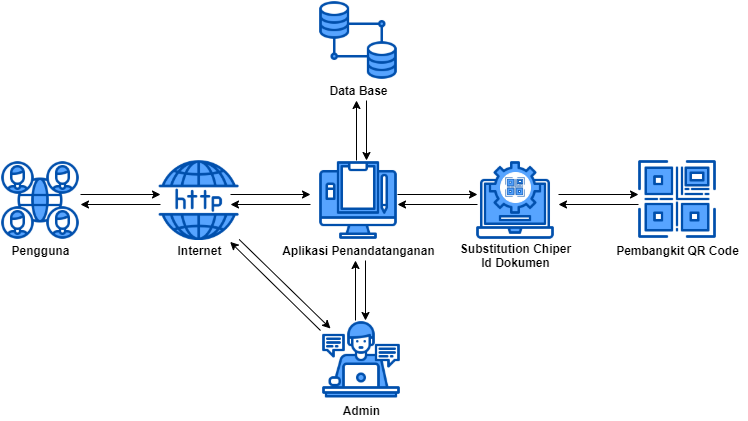 Data Base
http
Pengguna
Internet
Aplikasi Penandatanganan
Substitution Chiper
Id Dokumen
Pembangkit QR Code
Admin